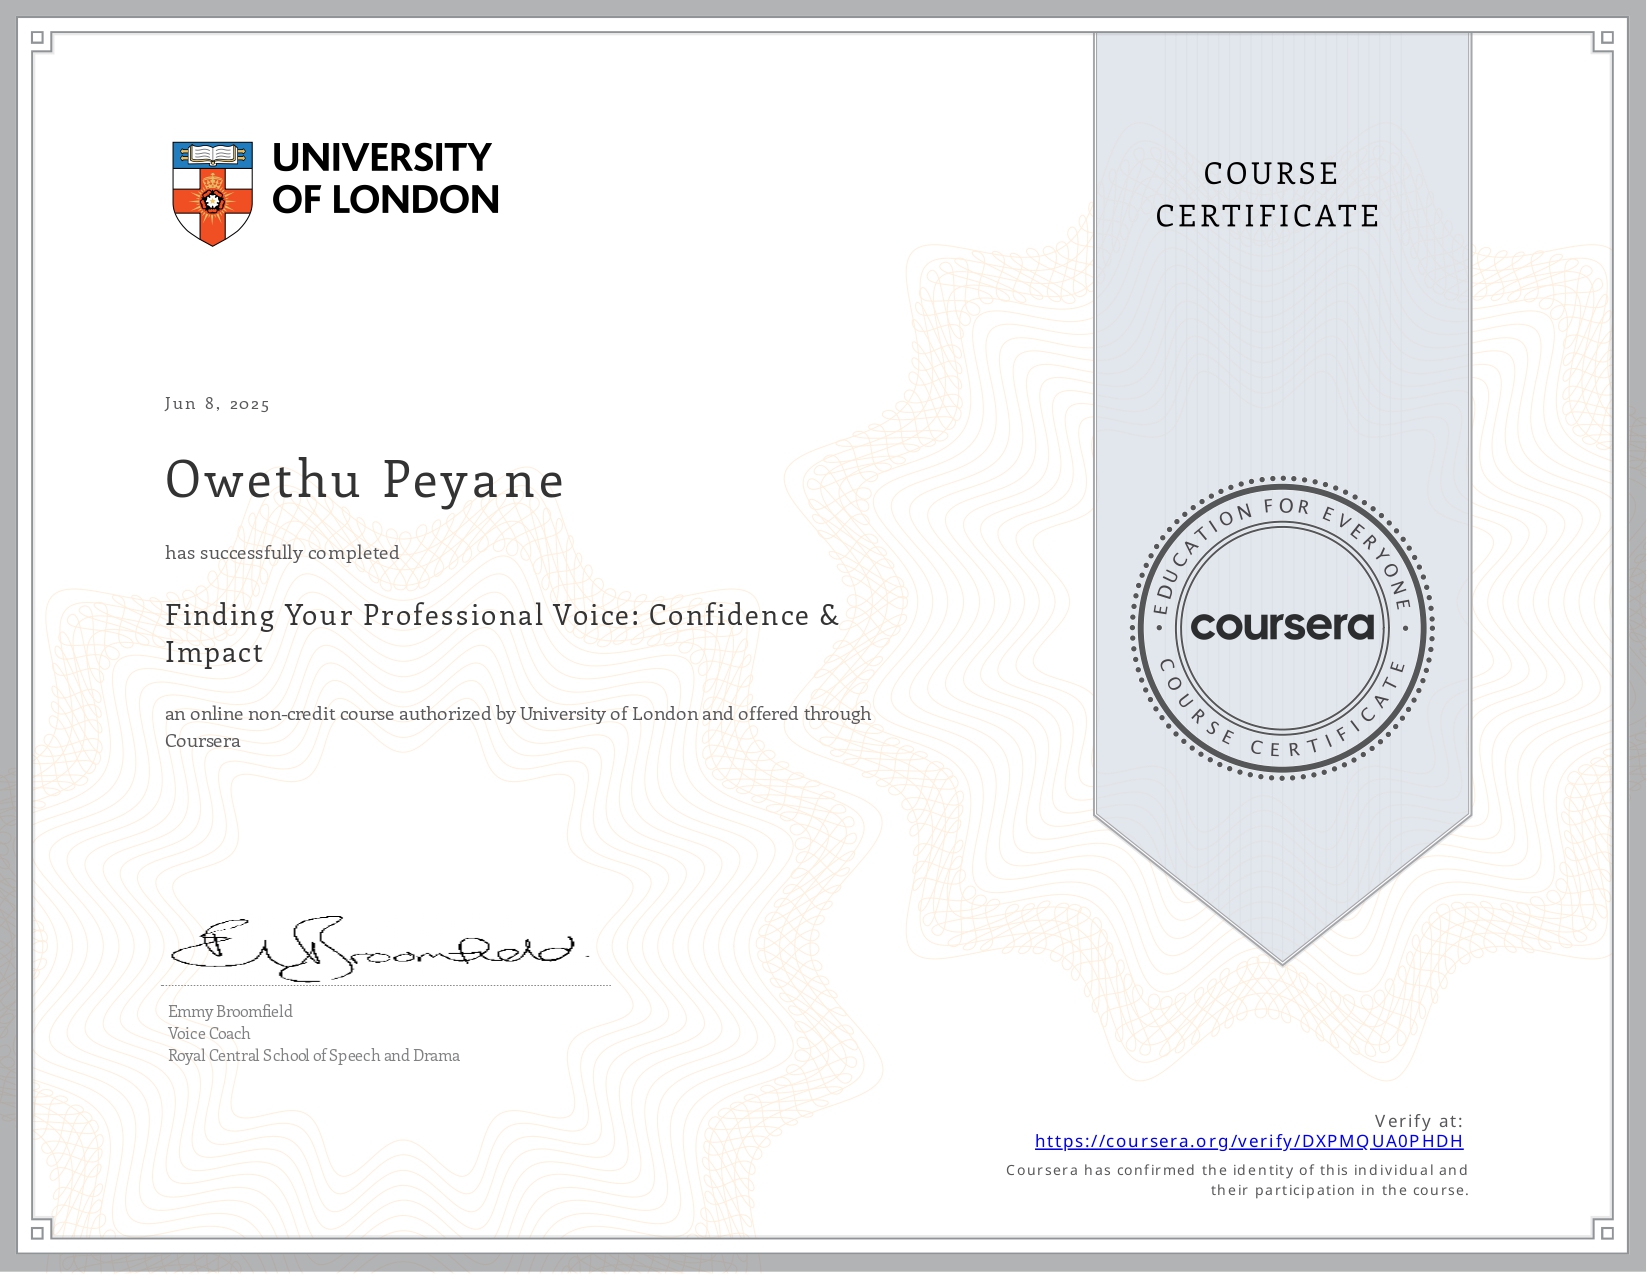 UNIVERSITY
OF LONDON
COURSE
CERTIFICATE
Jun 8, 2025
Owethu Peyane
has successfully completed
Finding Your Professional Voice: Confidence &
Impact
an online non-credit course authorized by University of London and offered through
Coursera
EDUCATION FOR EVERYONE
coursera
COURSE CERTIFICATE
E Broomfield.
Emmy Broomfield
Voice Coach
Royal Central School of Speech and Drama
Verify at:
https://coursera.org/verify/DXPMQUA0PHDH
Coursera has confirmed the identity of this individual and
their participation in the course.